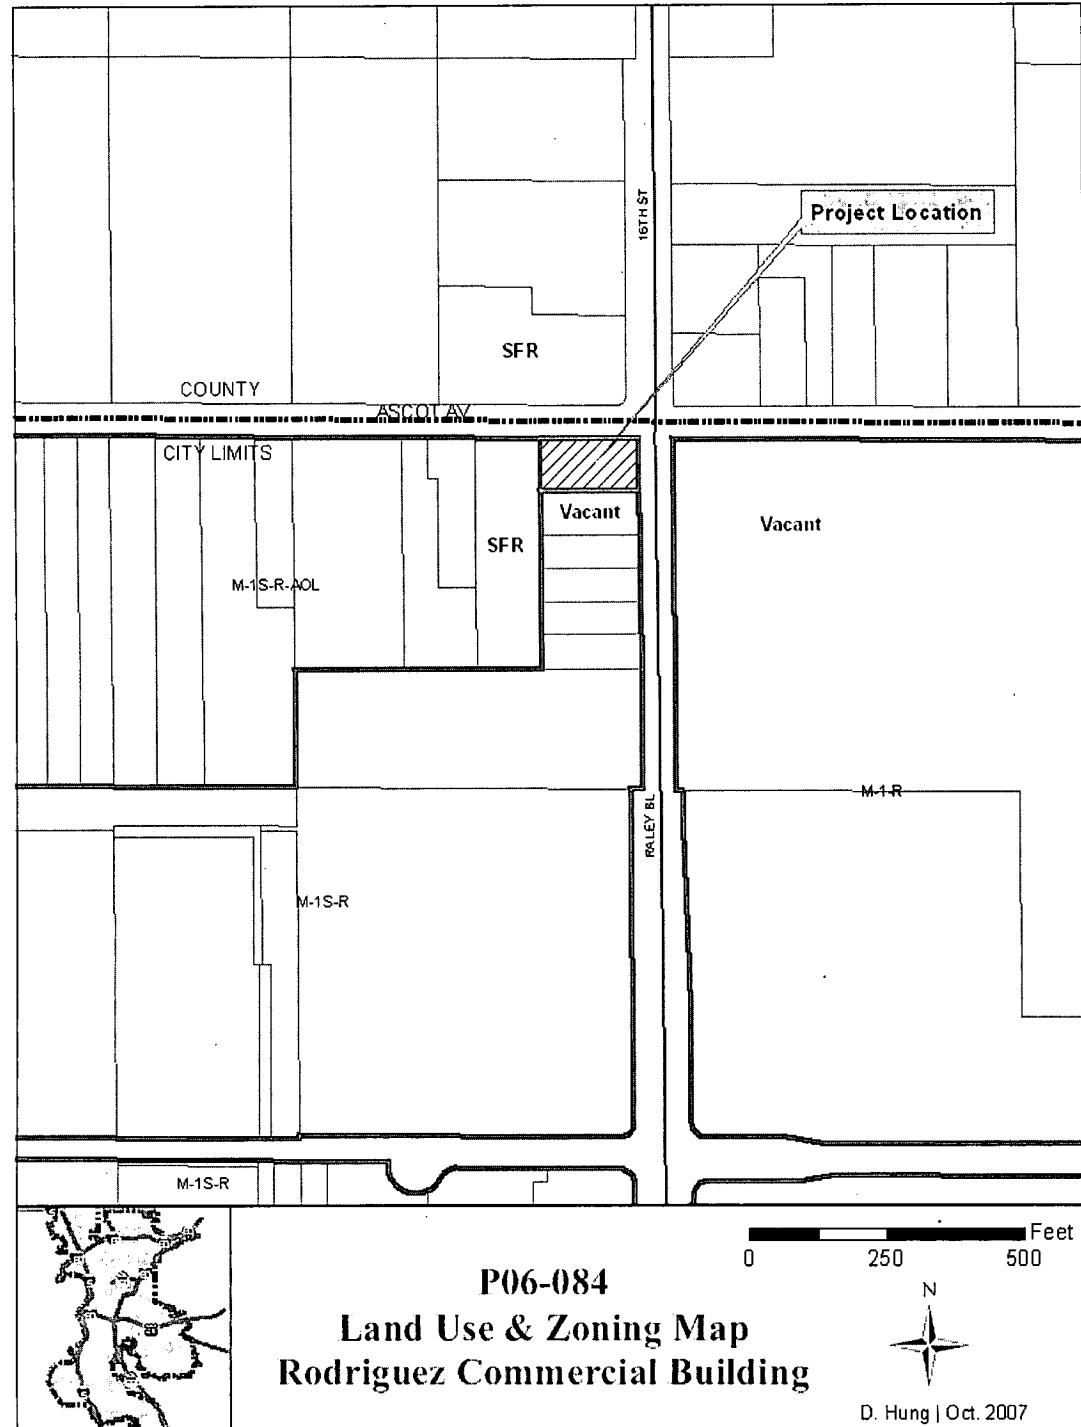 16TH ST
Project Location
SFR
COUNTY
ASCOT AV
CITY LIMITS
Vacant
Vacant
SFR
M-1S-R-AOL
M-1-R
RALEY BL
M-1S-R
M-1S-R
Feet
0 250 500
P06-084
Land Use & Zoning Map
Rodriguez Commercial Building
N
D. Hung | Oct. 2007